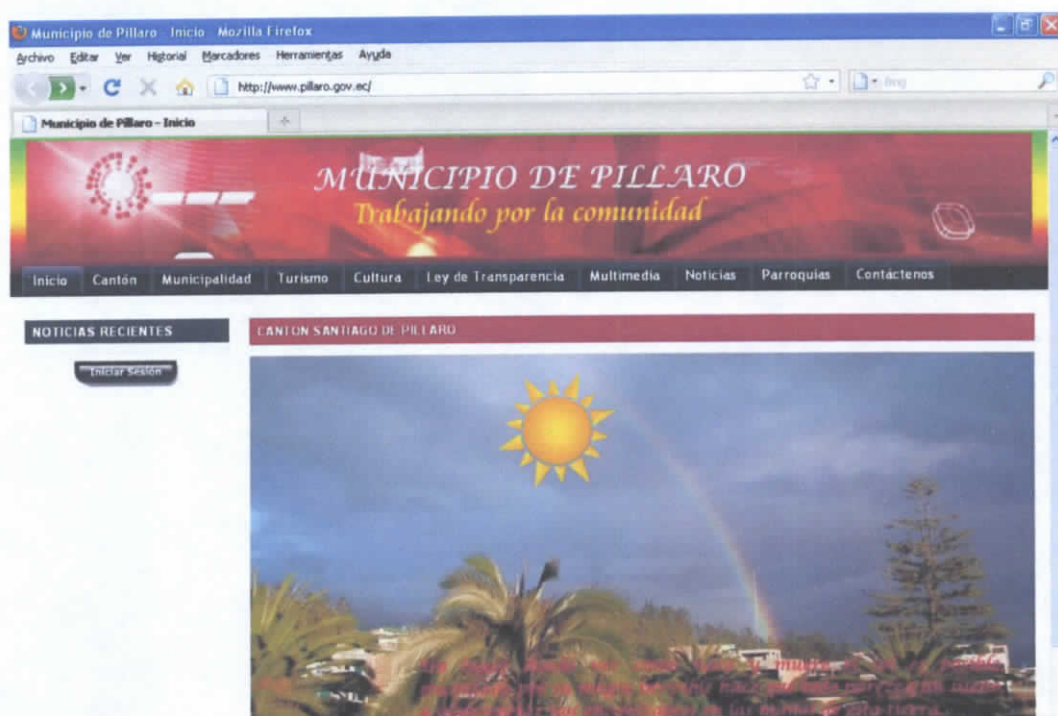 Municipio de Pillaro - Inicio - Mozilla Firefox
Archivo Editar Ver Historial Marcadores Herramientas Ayuda
http://www.pillaro.gov.ec/
Bing
Municipio de Pillaro - Inicio
MUNICIPIO DE PILLARO
Trabajando por la comunidad
Inicio Cantón Municipalidad Turismo Cultura Ley de Transparencia Multimedia Noticias Parroquias Contáctenos
NOTICIAS RECIENTES
CANTON SANTIAGO DE PILLARO
Iniciar Sesión